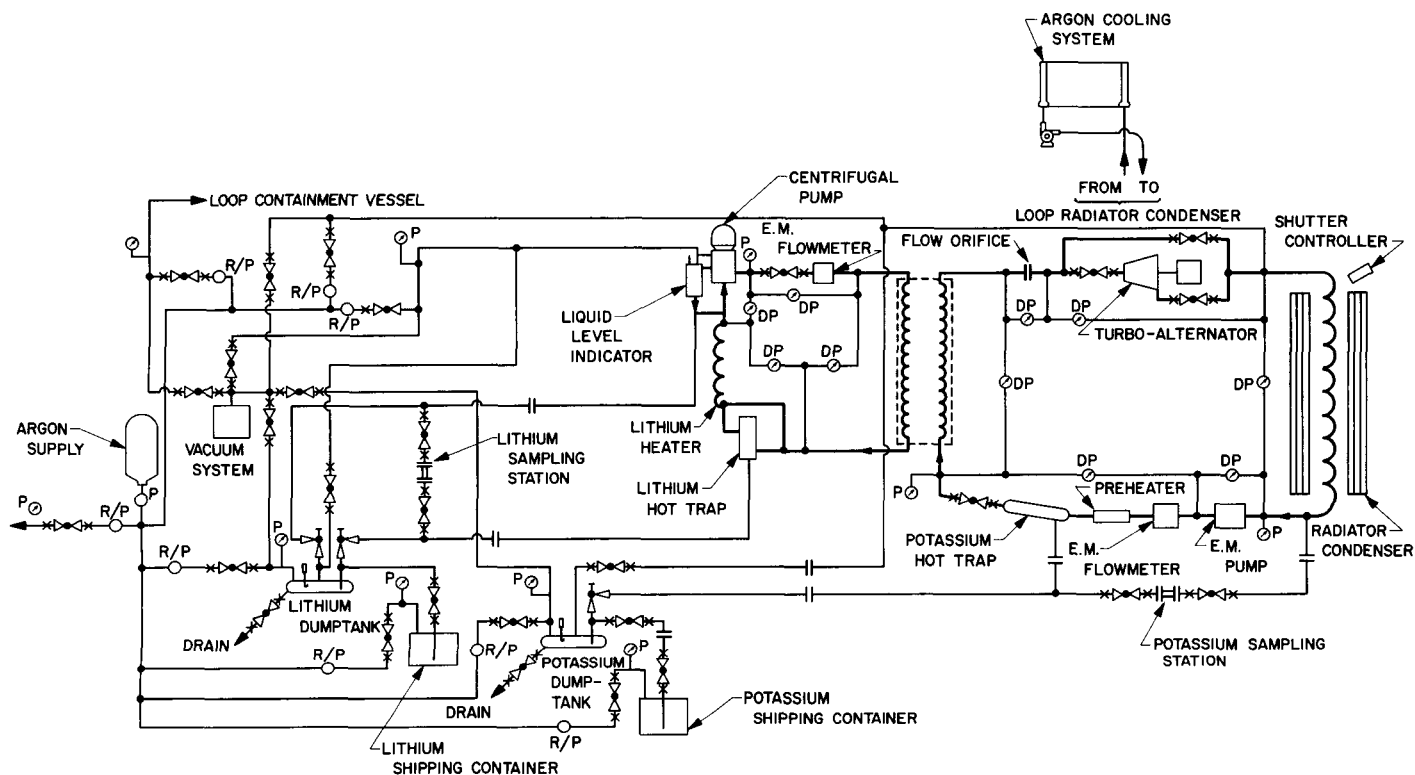 ARGON COOLING
SYSTEM
FROM TO
LOOP RADIATOR CONDENSER
SHUTTER
CONTROLLER
CENTRIFUGAL
PUMP
E.M.
FLOWMETER
P
FLOW ORIFICE
LOOP CONTAINMENT VESSEL
P
P
R/P
R/P
R/P
LIQUID
LEVEL
INDICATOR
DP
DP
DP
DP
DP
DP
TURBO-ALTERNATOR
DP
DP
ARGON
SUPPLY
VACUUM
SYSTEM
LITHIUM
SAMPLING
STATION
LITHIUM
HEATER
LITHIUM
HOT TRAP
P
P
R/P
R/P
P
DP
DP
P
PREHEATER
POTASSIUM
HOT TRAP
E.M.
FLOWMETER
E.M.
PUMP
P
RADIATOR
CONDENSER
LITHIUM
DUMPTANK
DRAIN
P
P
R/P
R/P
P
POTASSIUM
DUMP-
TANK
DRAIN
R/P
POTASSIUM SAMPLING
STATION
POTASSIUM
SHIPPING CONTAINER
LITHIUM
SHIPPING CONTAINER